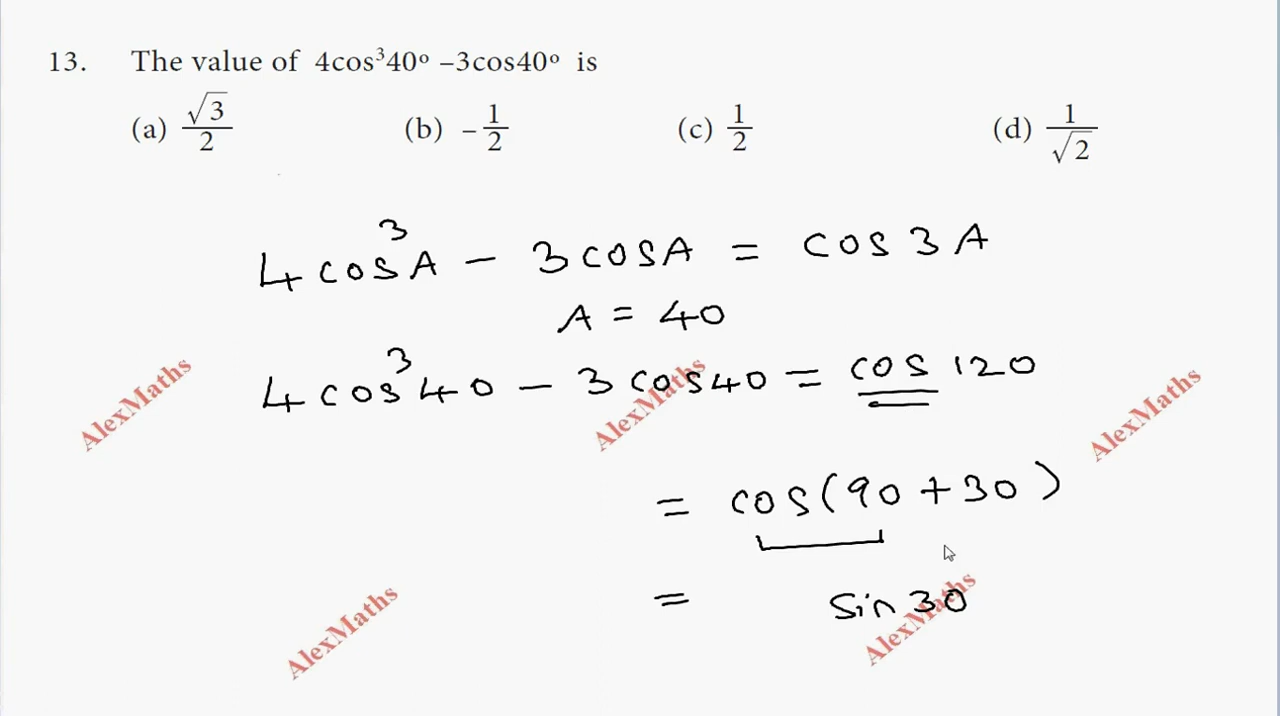 13. The value of 4cos³40° –3cos40° is
(a) √3/2 (b) –1/2 (c) 1/2 (d) 1/√2
4cos³A – 3cosA = cos3A
A = 40
4cos³40 – 3cos40 = cos120
AlexMaths
AlexMaths
AlexMaths
= cos(90+30)
= sin30
AlexMaths
AlexMaths